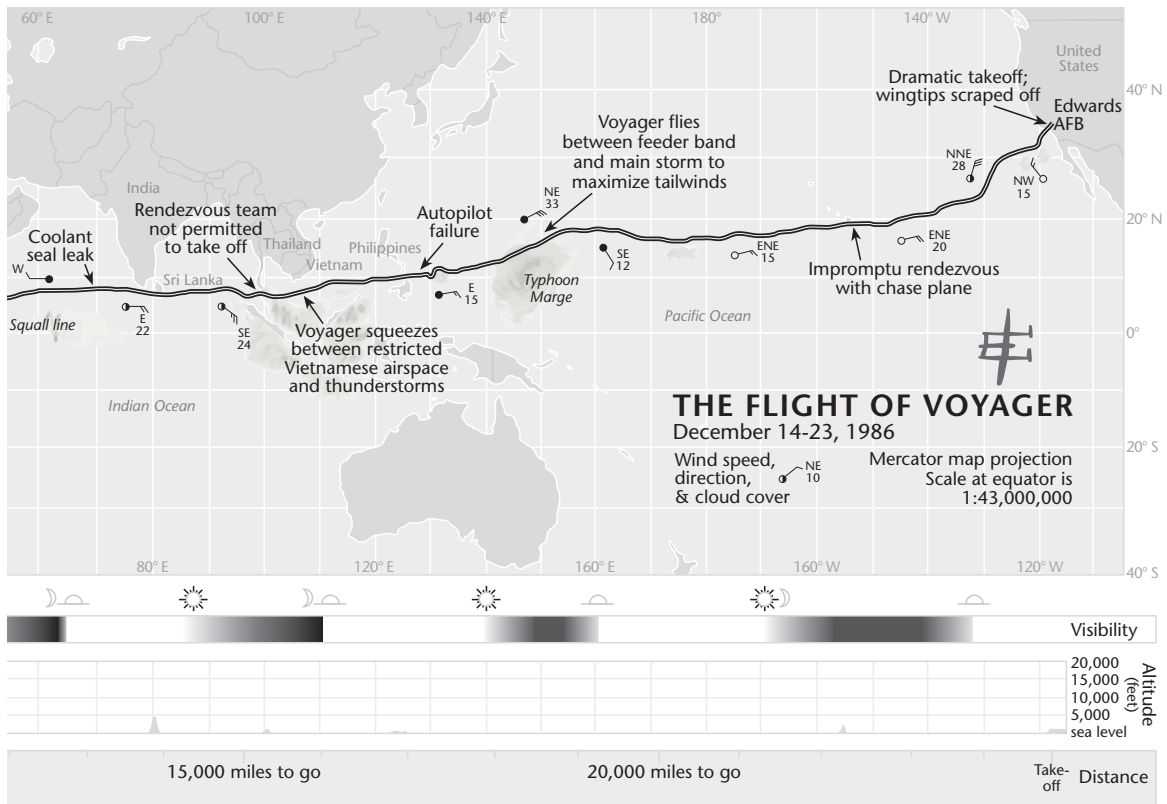 60° E
100° E
140° E
180°
140° W
United
States
Dramatic takeoff;
wingtips scraped off
40° N
Edwards
AFB
Voyager flies
between feeder band
and main storm to
maximize tailwinds
NNE
28
NW
15
India
NE
33
Rendezvous team
not permitted
to take off
Autopilot
failure
20° N
Coolant
seal leak
Thailand
Philippines
Vietnam
ENE
20
ENE
15
SE
12
W
Sri Lanka
Impromptu rendezvous
with chase plane
Typhoon
Marge
E
15
Squall line
E
22
SE
24
Pacific Ocean
0°
Voyager squeezes
between restricted
Vietnamese airspace
and thunderstorms
Indian Ocean
THE FLIGHT OF VOYAGER
December 14-23, 1986
20° S
Wind speed,
direction,
& cloud cover
NE
10
Mercator map projection
Scale at equator is
1:43,000,000
80° E
120° E
160° E
160° W
120° W
40° S
Visibility
20,000
15,000
10,000
5,000
sea level
Altitude
(feet)
15,000 miles to go
20,000 miles to go
Take-
off
Distance